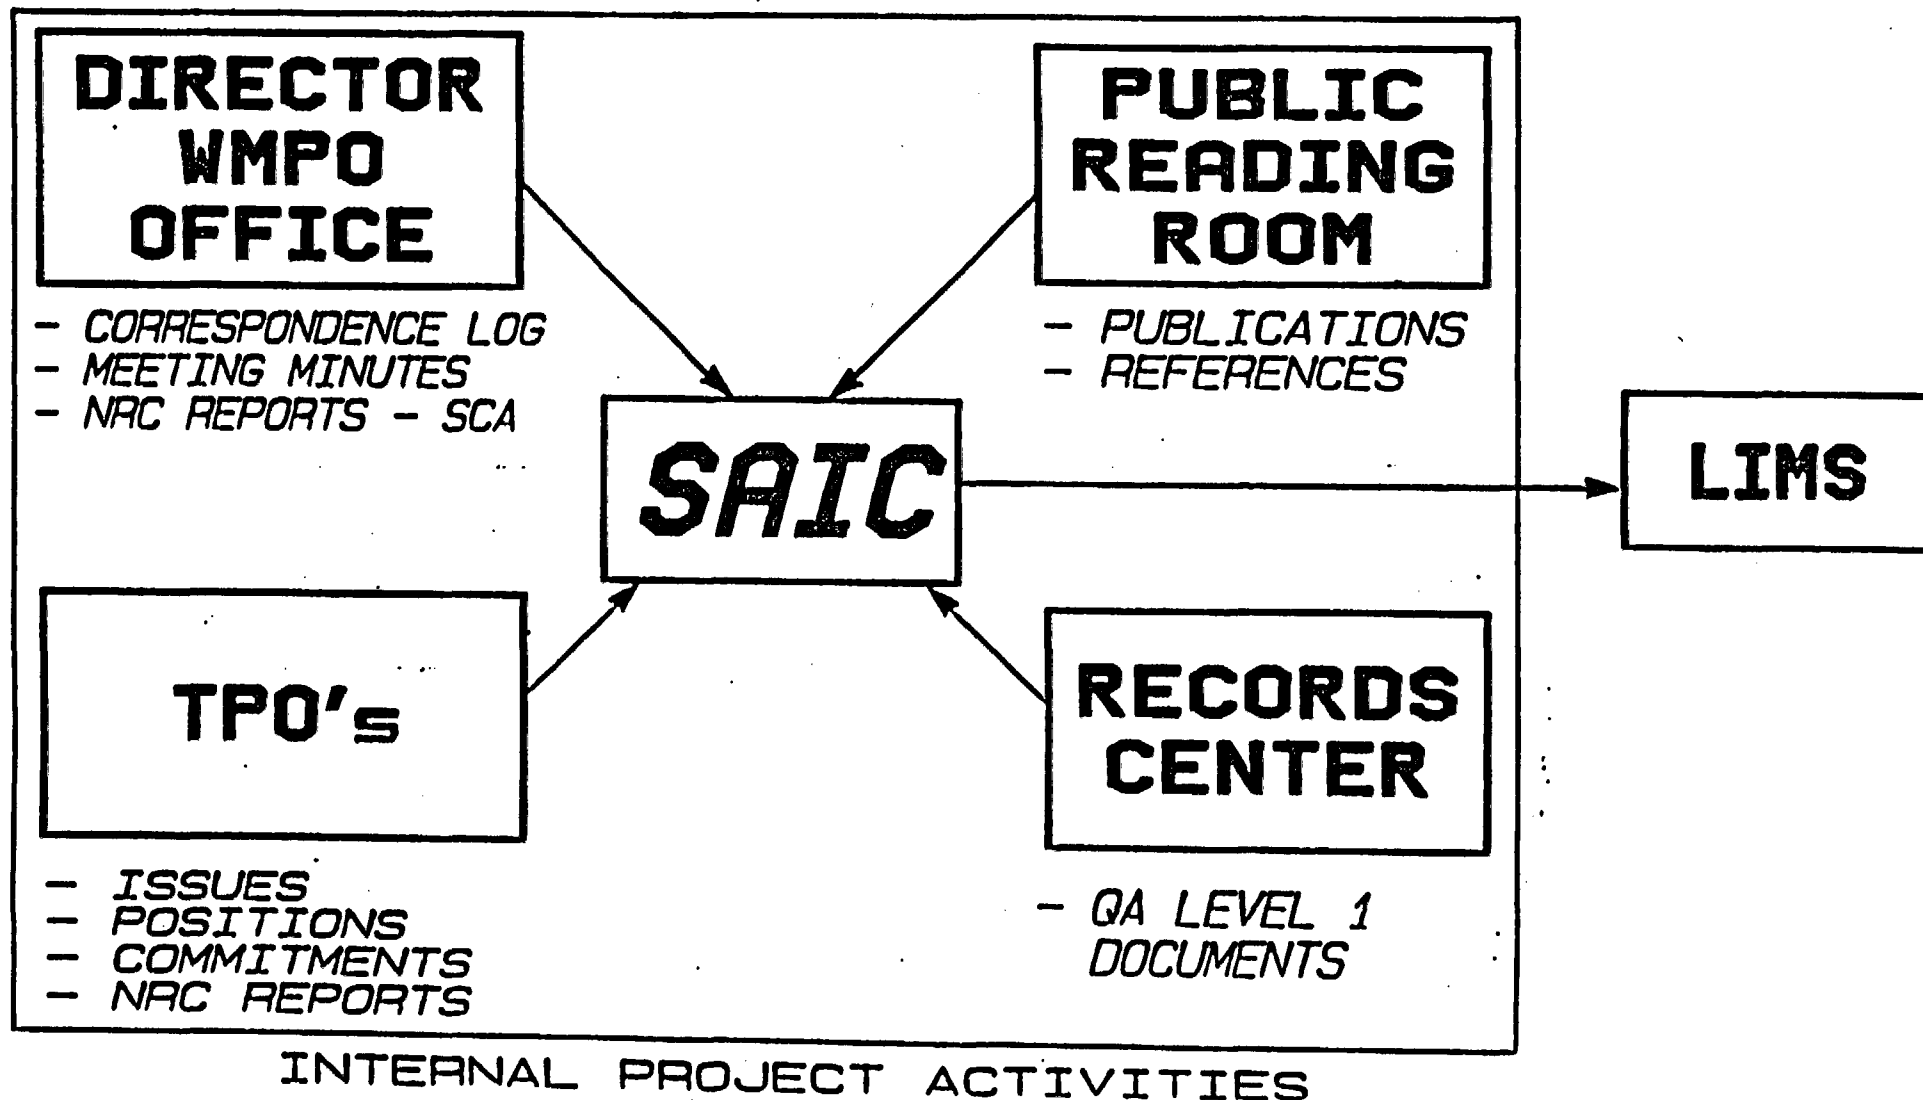 DIRECTOR
WMPO
OFFICE
- CORRESPONDENCE LOG
- MEETING MINUTES
- NRC REPORTS - SCA
PUBLIC
READING
ROOM
- PUBLICATIONS
- REFERENCES
SAIC
LIMS
TPO's
- ISSUES
- POSITIONS
- COMMITMENTS
- NRC REPORTS
RECORDS
CENTER
- QA LEVEL 1
DOCUMENTS
INTERNAL PROJECT ACTIVITIES